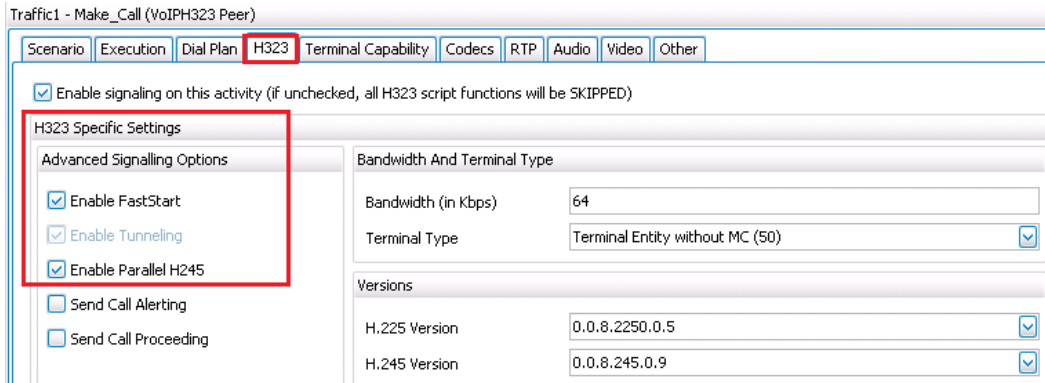 Traffic1 - Make_Call (VoIPH323 Peer)
Scenario Execution Dial Plan H323 Terminal Capability Codecs RTP Audio Video Other
Enable signaling on this activity (if unchecked, all H323 script functions will be SKIPPED)
H323 Specific Settings
Advanced Signalling Options
Enable FastStart
Enable Tunneling
Enable Parallel H245
Send Call Alerting
Send Call Proceeding
Bandwidth And Terminal Type
Bandwidth (in Kbps) 64
Terminal Type Terminal Entity without MC (50)
Versions
H.225 Version 0.0.8.2250.0.5
H.245 Version 0.0.8.245.0.9